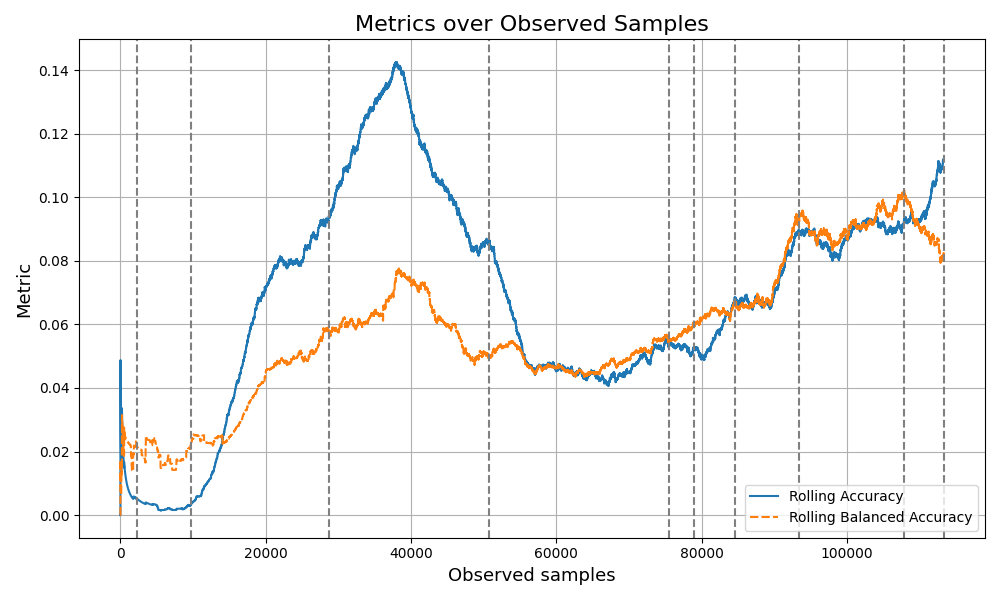 Metrics over Observed Samples
Metric
0.14
0.12
0.10
0.08
0.06
0.04
0.02
0.00
0
20000
40000
60000
80000
100000
Observed samples
Rolling Accuracy
Rolling Balanced Accuracy